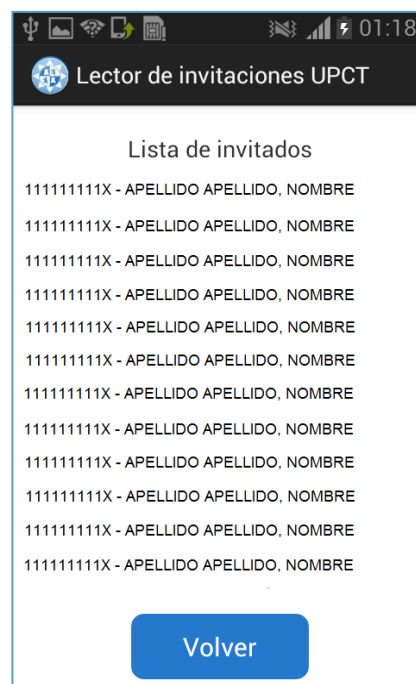 01:18
Lector de invitaciones UPCT
Lista de invitados
111111111X - APELLIDO APELLIDO, NOMBRE
111111111X - APELLIDO APELLIDO, NOMBRE
111111111X - APELLIDO APELLIDO, NOMBRE
111111111X - APELLIDO APELLIDO, NOMBRE
111111111X - APELLIDO APELLIDO, NOMBRE
111111111X - APELLIDO APELLIDO, NOMBRE
111111111X - APELLIDO APELLIDO, NOMBRE
111111111X - APELLIDO APELLIDO, NOMBRE
111111111X - APELLIDO APELLIDO, NOMBRE
111111111X - APELLIDO APELLIDO, NOMBRE
111111111X - APELLIDO APELLIDO, NOMBRE
111111111X - APELLIDO APELLIDO, NOMBRE
Volver